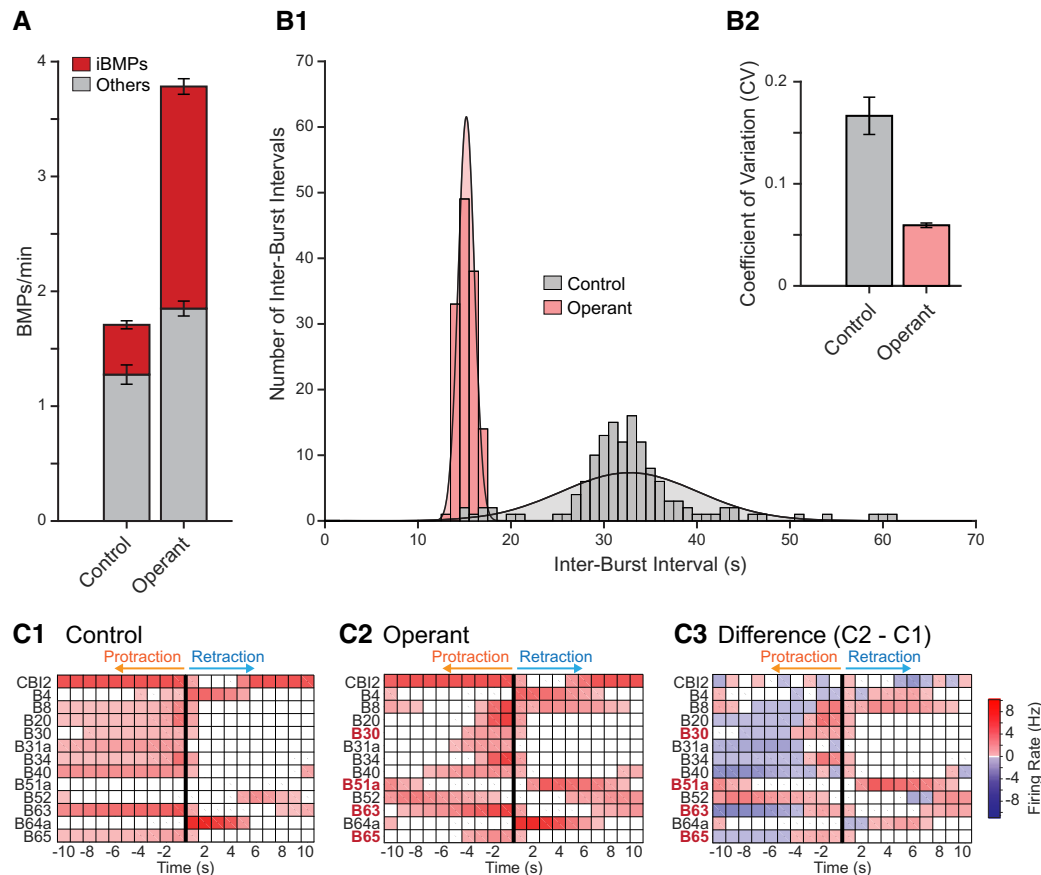 A
B1
B2
iBMPs
Others
BMPs/min
4
3
2
1
0
Control
Operant
Number of Inter-Burst Intervals
70
60
50
40
30
20
10
0
Control
Operant
0 10 20 30 40 50 60 70
Inter-Burst Interval (s)
Coefficient of Variation (CV)
0.2
0.1
0
Control
Operant
C1 Control
Protraction Retraction
CBI2
B4
B8
B20
B30
B31a
B34
B40
B51a
B52
B63
B64a
B65
-10 -8 -6 -4 -2 2 4 6 8 10
Time (s)
C2 Operant
Protraction Retraction
CBI2
B4
B8
B20
B30
B31a
B34
B40
B51a
B52
B63
B64a
B65
-10 -8 -6 -4 -2 2 4 6 8 10
Time (s)
C3 Difference (C2 - C1)
Protraction Retraction
CBI2
B4
B8
B20
B30
B31a
B34
B40
B51a
B52
B63
B64a
B65
-10 -8 -6 -4 -2 2 4 6 8 10
Time (s)
8
4
0
-4
-8
Firing Rate (Hz)